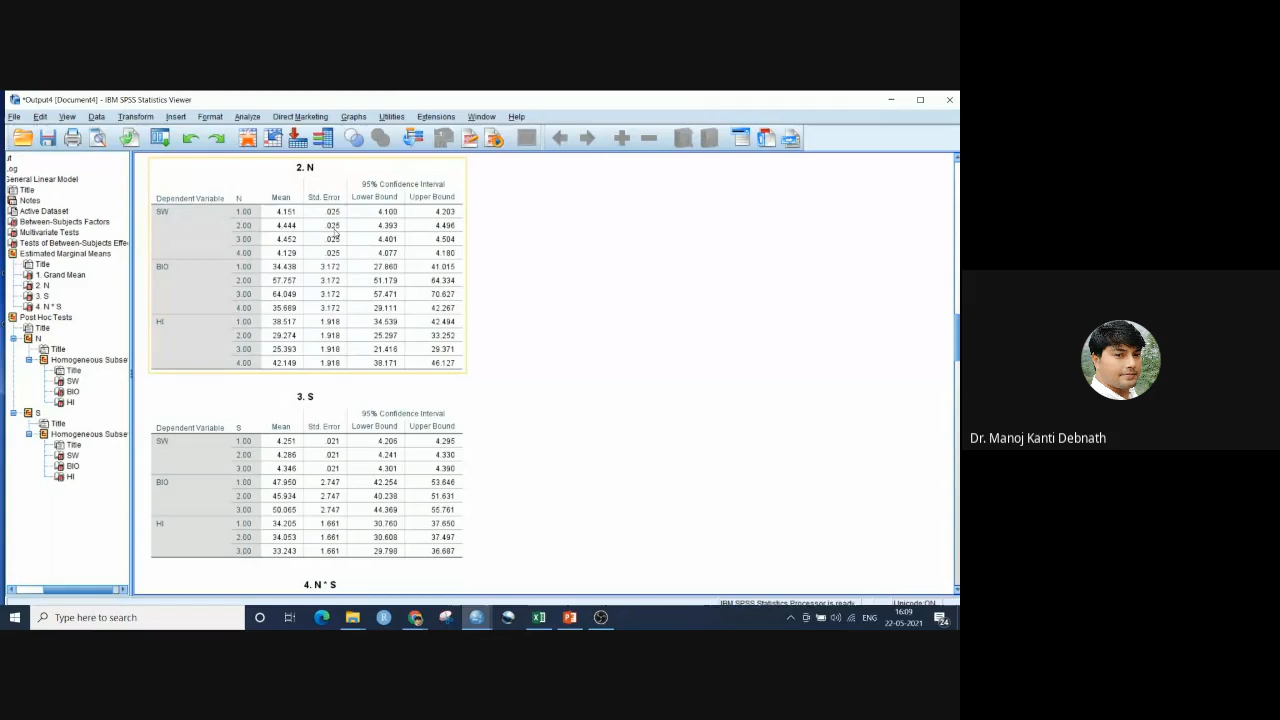 *Output4 [Document4] - IBM SPSS Statistics Viewer
File Edit View Data Transform Insert Format Analyze Direct Marketing Graphs Utilities Extensions Window Help
ut
Log
General Linear Model
Title
Notes
Active Dataset
Between-Subjects Factors
Multivariate Tests
Tests of Between-Subjects Effe
Estimated Marginal Means
Title
1. Grand Mean
2. N
3. S
4. N * S
Post Hoc Tests
Title
N
Title
Homogeneous Subse
Title
SW
BIO
HI
S
Title
Homogeneous Subse
Title
SW
BIO
HI
2. N
95% Confidence Interval
Dependent Variable N Mean Std. Error Lower Bound Upper Bound
SW 1.00 4.151 .025 4.100 4.203
2.00 4.444 .025 4.393 4.496
3.00 4.452 .025 4.401 4.504
4.00 4.129 .025 4.077 4.180
BIO 1.00 34.438 3.172 27.860 41.015
2.00 57.757 3.172 51.179 64.334
3.00 64.049 3.172 57.471 70.627
4.00 35.689 3.172 29.111 42.267
HI 1.00 38.517 1.918 34.539 42.494
2.00 29.274 1.918 25.297 33.252
3.00 25.393 1.918 21.416 29.371
4.00 42.149 1.918 38.171 46.127
3. S
95% Confidence Interval
Dependent Variable S Mean Std. Error Lower Bound Upper Bound
SW 1.00 4.251 .021 4.206 4.295
2.00 4.286 .021 4.241 4.330
3.00 4.346 .021 4.301 4.390
BIO 1.00 47.950 2.747 42.254 53.646
2.00 45.934 2.747 40.238 51.631
3.00 50.065 2.747 44.369 55.761
HI 1.00 34.205 1.661 30.760 37.650
2.00 34.053 1.661 30.608 37.497
3.00 33.243 1.661 29.798 36.687
4. N * S
IBM SPSS Statistics Processor is ready Unicode:ON
Type here to search
ENG
16:09
22-05-2021
24
Dr. Manoj Kanti Debnath